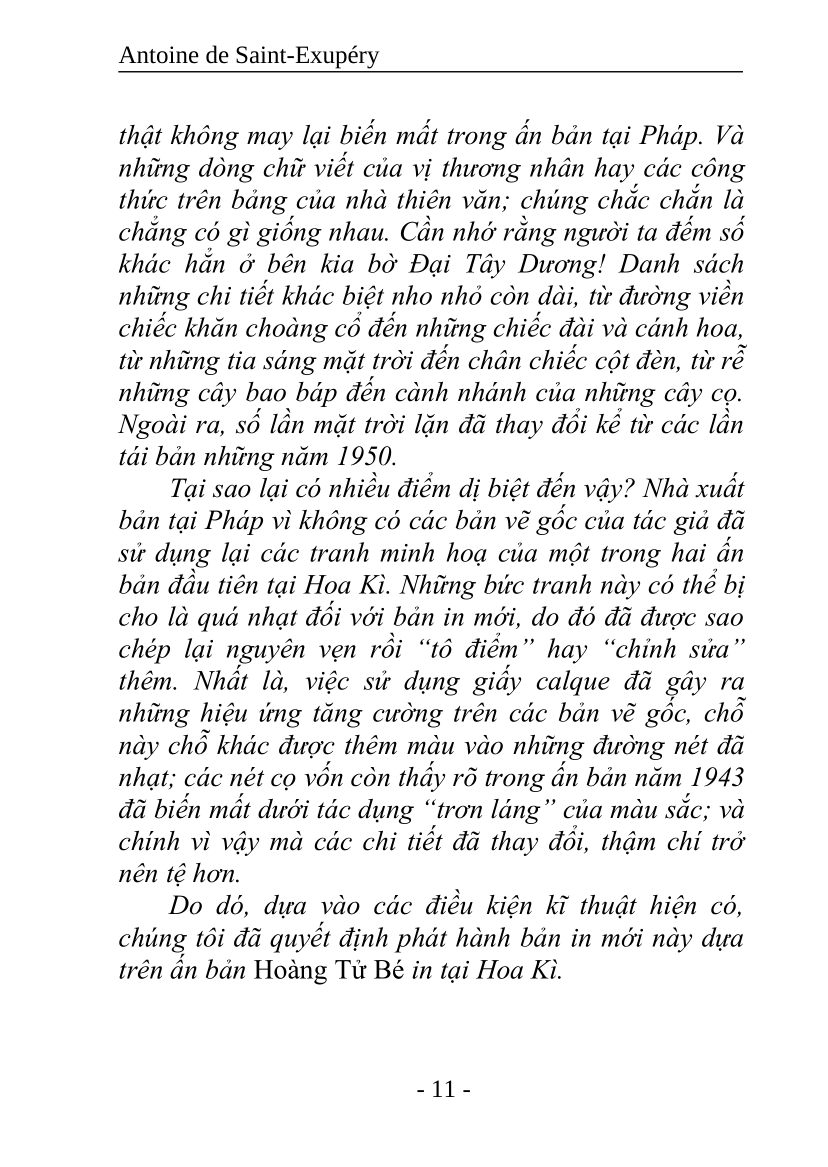 Antoine de Saint-Exupéry
thật không may lại biến mất trong ấn bản tại Pháp. Và
những dòng chữ viết của vị thương nhân hay các công
thức trên bảng của nhà thiên văn; chúng chắc chắn là
chẳng có gì giống nhau. Cần nhớ rằng người ta đếm số
khác hẳn ở bên kia bờ Đại Tây Dương! Danh sách
những chi tiết khác biệt nho nhỏ còn dài, từ đường viền
chiếc khăn choàng cổ đến những chiếc đài và cánh hoa,
từ những tia sáng mặt trời đến chân chiếc cột đèn, từ rễ
những cây bao báp đến cành nhánh của những cây cọ.
Ngoài ra, số lần mặt trời lặn đã thay đổi kể từ các lần
tái bản những năm 1950.
Tại sao lại có nhiều điểm dị biệt đến vậy? Nhà xuất
bản tại Pháp vì không có các bản vẽ gốc của tác giả đã
sử dụng lại các tranh minh hoạ của một trong hai ấn
bản đầu tiên tại Hoa Kì. Những bức tranh này có thể bị
cho là quá nhạt đối với bản in mới, do đó đã được sao
chép lại nguyên vẹn rồi “tô điểm” hay “chỉnh sửa”
thêm. Nhất là, việc sử dụng giấy calque đã gây ra
những hiệu ứng tăng cường trên các bản vẽ gốc, chỗ
này chỗ khác được thêm màu vào những đường nét đã
nhạt; các nét cọ vốn còn thấy rõ trong ấn bản năm 1943
đã biến mất dưới tác dụng “trơn láng” của màu sắc; và
chính vì vậy mà các chi tiết đã thay đổi, thậm chí trở
nên tệ hơn.
Do dó, dựa vào các điều kiện kĩ thuật hiện có,
chúng tôi đã quyết định phát hành bản in mới này dựa
trên ấn bản Hoàng Tử Bé in tại Hoa Kì.
- 11 -